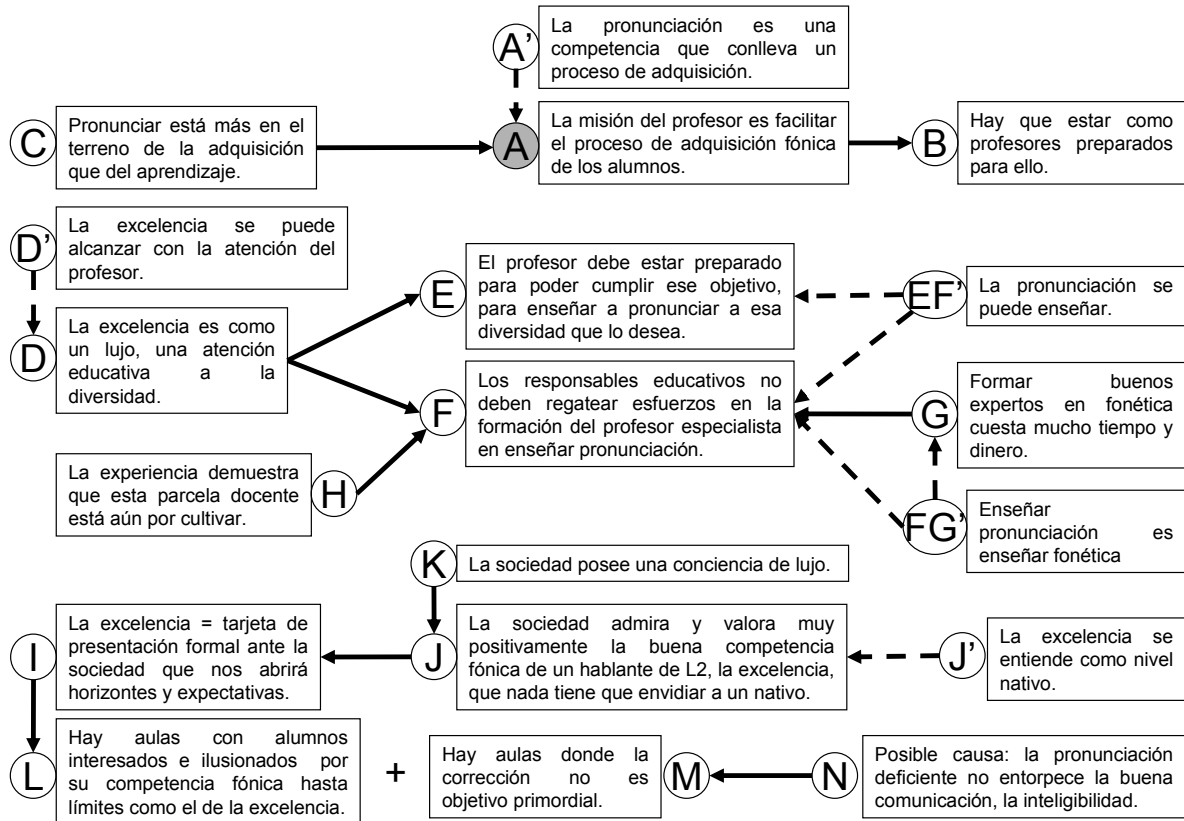 A’
La pronunciación es una
competencia que conlleva un
proceso de adquisición.
C
Pronunciar está más en el
terreno de la adquisición
que del aprendizaje.
A
La misión del profesor es facilitar
el proceso de adquisición fónica
de los alumnos.
B
Hay que estar como
profesores preparados
para ello.
D’
La excelencia se puede
alcanzar con la atención del
profesor.
D
La excelencia es como
un lujo, una atención
educativa a la
diversidad.
E
El profesor debe estar preparado
para poder cumplir ese objetivo,
para enseñar a pronunciar a esa
diversidad que lo desea.
EF’
La pronunciación se
puede enseñar.
F
Los responsables educativos no
deben regatear esfuerzos en la
formación del profesor especialista
en enseñar pronunciación.
G
Formar buenos
expertos en fonética
cuesta mucho tiempo y
dinero.
La experiencia demuestra
que esta parcela docente
está aún por cultivar.
H
FG’
Enseñar
pronunciación es
enseñar fonética
K
La sociedad posee una conciencia de lujo.
I
La excelencia = tarjeta de
presentación formal ante la
sociedad que nos abrirá
horizontes y expectativas.
J
La sociedad admira y valora muy
positivamente la buena competencia
fónica de un hablante de L2, la excelencia,
que nada tiene que envidiar a un nativo.
J’
La excelencia se
entiende como nivel
nativo.
L
Hay aulas con alumnos
interesados e ilusionados por
su competencia fónica hasta
límites como el de la excelencia.
+
Hay aulas donde la
corrección no es
objetivo primordial.
M
N
Posible causa: la pronunciación
deficiente no entorpece la buena
comunicación, la inteligibilidad.